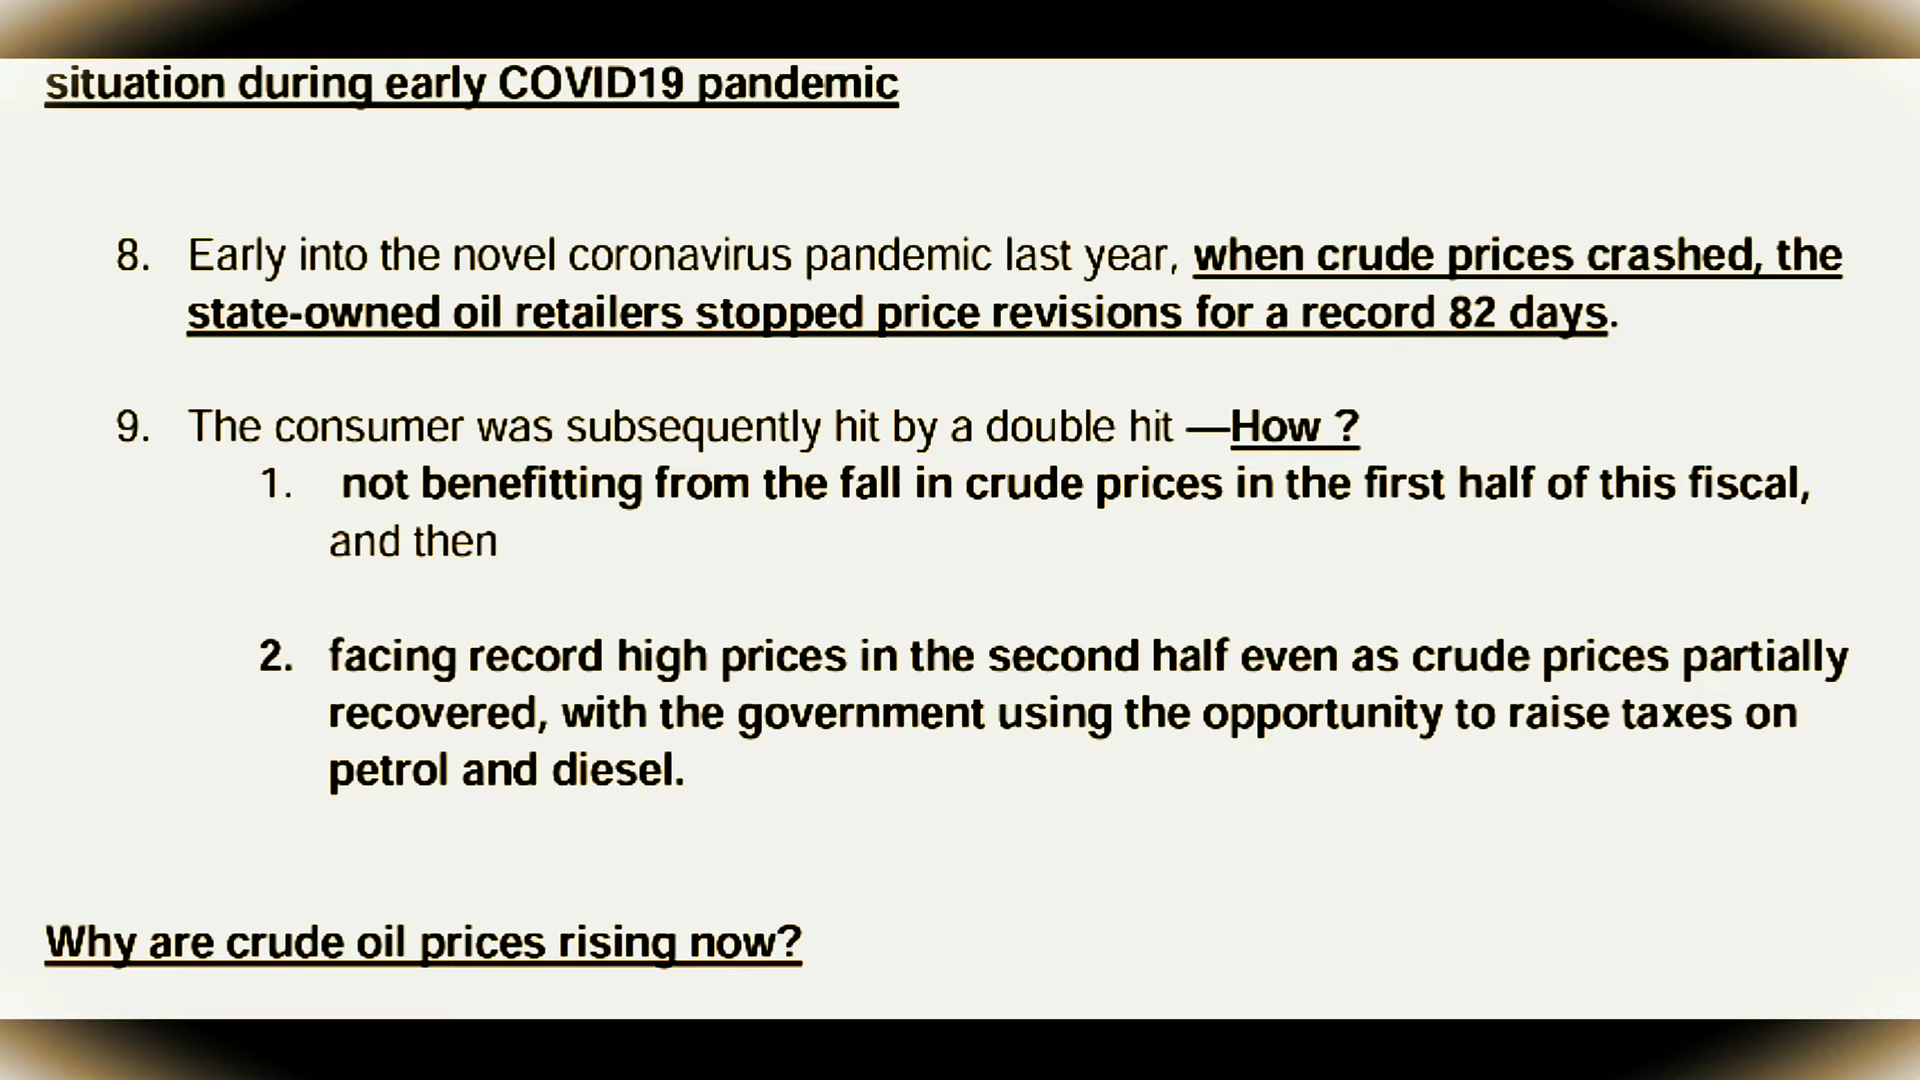 situation during early COVID19 pandemic
8. Early into the novel coronavirus pandemic last year, when crude prices crashed, the
state-owned oil retailers stopped price revisions for a record 82 days.
9. The consumer was subsequently hit by a double hit —How ?
1. not benefitting from the fall in crude prices in the first half of this fiscal,
and then
2. facing record high prices in the second half even as crude prices partially
recovered, with the government using the opportunity to raise taxes on
petrol and diesel.
Why are crude oil prices rising now?